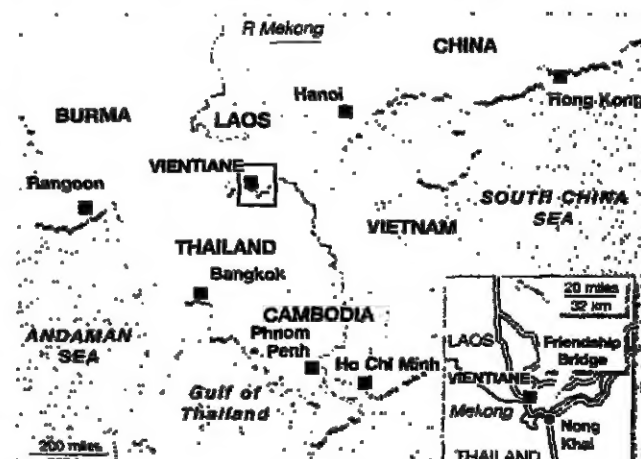 R Mekong
CHINA
Hanoi
Hong Kong
BURMA
LAOS
VIENTIANE
Rangoon
SOUTH CHINA
SEA
VIETNAM
THAILAND
Bangkok
CAMBODIA
Phnom
Penh
Ho Chi Minh
ANDAMAN
SEA
Gulf of
Thailand
200 miles
20 miles
32 km
LAOS
Friendship
Bridge
VIENTIANE
Mekong
Nong
Khai
THAILAND